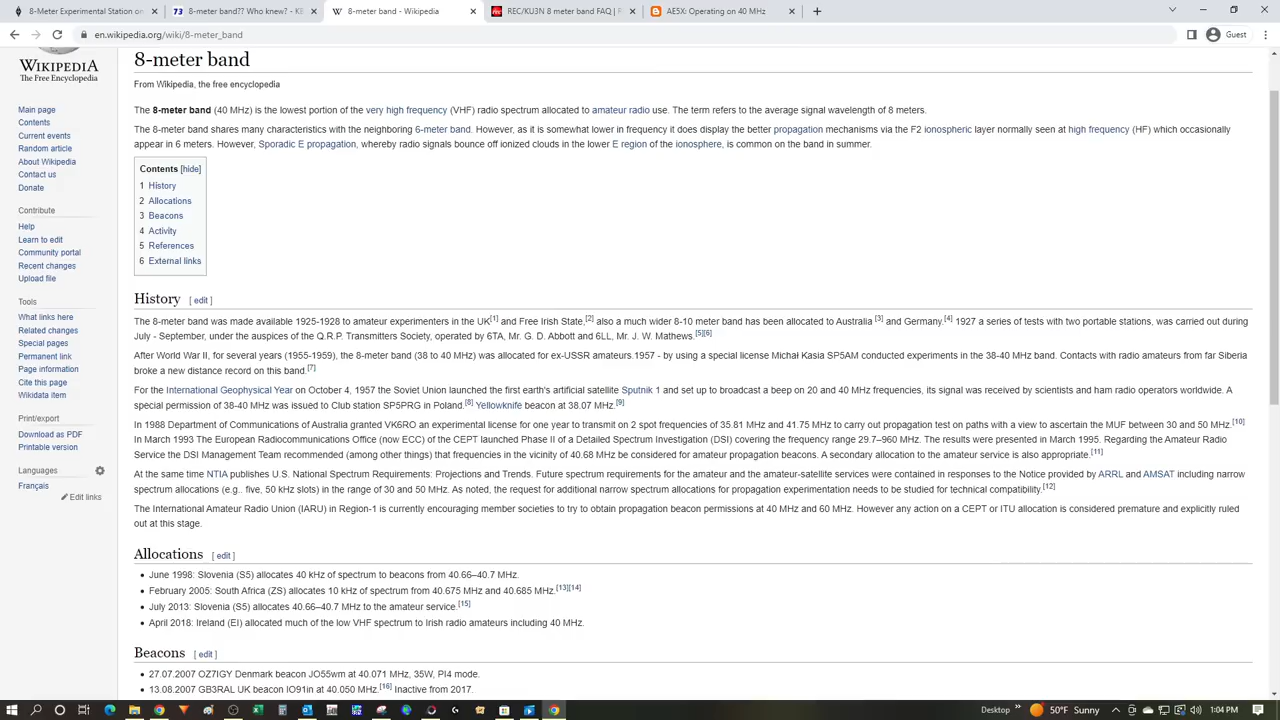 8-Meter Experimental Station on
8-meter band?? Who knew? - K
8-meter band - Wikipedia
REC/KU3N 8 meter band FAQ | R
AE5X: Operating on 40 MHz
en.wikipedia.org/wiki/8-meter_band
Guest
WIKIPEDIA
The Free Encyclopedia
Main page
Contents
Current events
Random article
About Wikipedia
Contact us
Donate
Contribute
Help
Learn to edit
Community portal
Recent changes
Upload file
Tools
What links here
Related changes
Special pages
Permanent link
Page information
Cite this page
Wikidata item
Print/export
Download as PDF
Printable version
Languages
Français
Edit links
8-meter band
From Wikipedia, the free encyclopedia
The 8-meter band (40 MHz) is the lowest portion of the very high frequency (VHF) radio spectrum allocated to amateur radio use. The term refers to the average signal wavelength of 8 meters.
The 8-meter band shares many characteristics with the neighboring 6-meter band. However, as it is somewhat lower in frequency it does display the better propagation mechanisms via the F2 ionospheric layer normally seen at high frequency (HF) which occasionally
appear in 6 meters. However, Sporadic E propagation, whereby radio signals bounce off ionized clouds in the lower E region of the ionosphere, is common on the band in summer.
Contents [hide]
1 History
2 Allocations
3 Beacons
4 Activity
5 References
6 External links
History [ edit ]
The 8-meter band was made available 1925-1928 to amateur experimenters in the UK[1] and Free Irish State,[2] also a much wider 8-10 meter band has been allocated to Australia [3] and Germany.[4] 1927 a series of tests with two portable stations, was carried out during
July - September, under the auspices of the Q.R.P. Transmitters Society, operated by 6TA, Mr. G. D. Abbott and 6LL, Mr. J. W. Mathews.[5][6]
After World War II, for several years (1955-1959), the 8-meter band (38 to 40 MHz) was allocated for ex-USSR amateurs.1957 - by using a special license Michał Kasia SP5AM conducted experiments in the 38-40 MHz band. Contacts with radio amateurs from far Siberia
broke a new distance record on this band.[7]
For the International Geophysical Year on October 4, 1957 the Soviet Union launched the first earth's artificial satellite Sputnik 1 and set up to broadcast a beep on 20 and 40 MHz frequencies, its signal was received by scientists and ham radio operators worldwide. A
special permission of 38-40 MHz was issued to Club station SP5PRG in Poland.[8] Yellowknife beacon at 38.07 MHz.[9]
In 1988 Department of Communications of Australia granted VK6RO an experimental license for one year to transmit on 2 spot frequencies of 35.81 MHz and 41.75 MHz to carry out propagation test on paths with a view to ascertain the MUF between 30 and 50 MHz.[10]
In March 1993 The European Radiocommunications Office (now ECC) of the CEPT launched Phase II of a Detailed Spectrum Investigation (DSI) covering the frequency range 29.7–960 MHz. The results were presented in March 1995. Regarding the Amateur Radio
Service the DSI Management Team recommended (among other things) that frequencies in the vicinity of 40.68 MHz be considered for amateur propagation beacons. A secondary allocation to the amateur service is also appropriate.[11]
At the same time NTIA publishes U.S. National Spectrum Requirements: Projections and Trends. Future spectrum requirements for the amateur and the amateur-satellite services were contained in responses to the Notice provided by ARRL and AMSAT including narrow
spectrum allocations (e.g.. five, 50 kHz slots) in the range of 30 and 50 MHz. As noted, the request for additional narrow spectrum allocations for propagation experimentation needs to be studied for technical compatibility.[12]
The International Amateur Radio Union (IARU) in Region-1 is currently encouraging member societies to try to obtain propagation beacon permissions at 40 MHz and 60 MHz. However any action on a CEPT or ITU allocation is considered premature and explicitly ruled
out at this stage.
Allocations [ edit ]
• June 1998: Slovenia (S5) allocates 40 kHz of spectrum to beacons from 40.66–40.7 MHz.
• February 2005: South Africa (ZS) allocates 10 kHz of spectrum from 40.675 MHz and 40.685 MHz.[13][14]
• July 2013: Slovenia (S5) allocates 40.66–40.7 MHz to the amateur service.[15]
• April 2018: Ireland (EI) allocated much of the low VHF spectrum to Irish radio amateurs including 40 MHz.
Beacons [ edit ]
• 27.07.2007 OZ7IGY Denmark beacon JO55wm at 40.071 MHz, 35W, PI4 mode.
• 13.08.2007 GB3RAL UK beacon IO91in at 40.050 MHz.[16] Inactive from 2017.
Desktop
50°F Sunny
1:04 PM